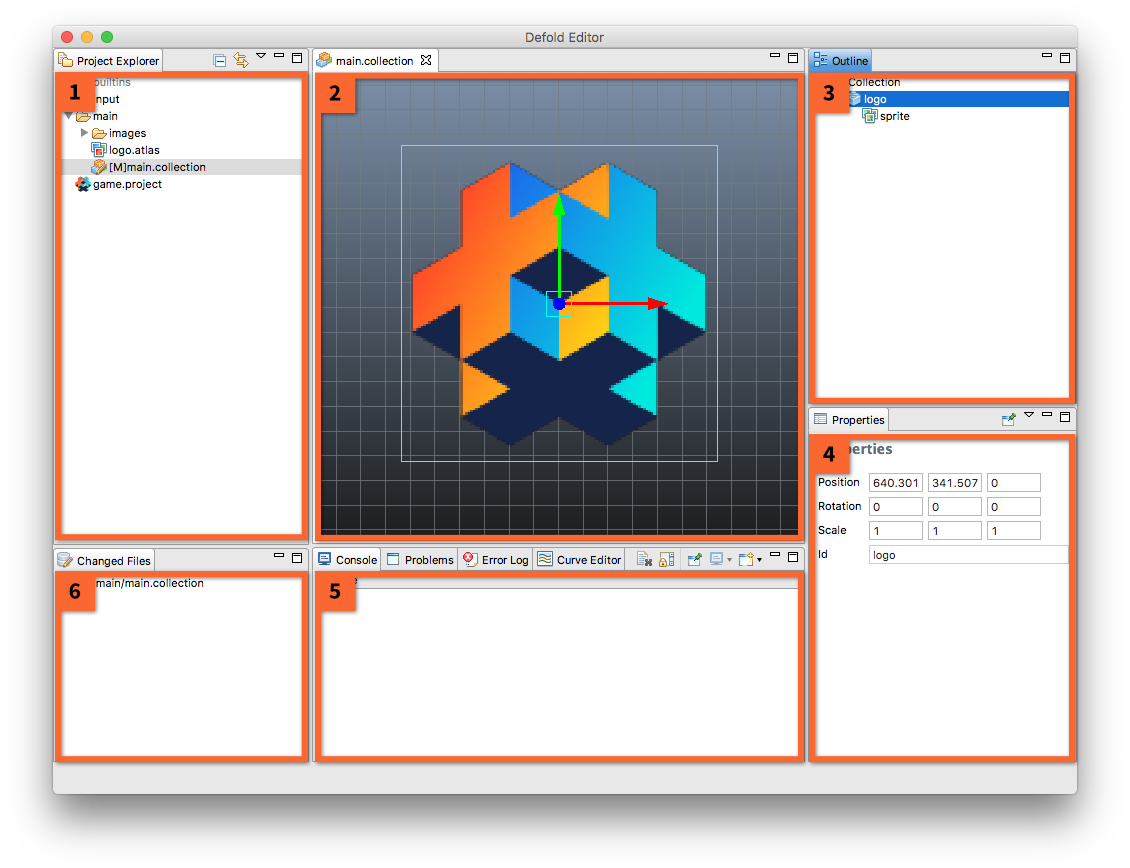 Defold Editor
Project Explorer
1
builtins
input
main
images
logo.atlas
[M]main.collection
game.project
main.collection
2
Outline
3
Collection
logo
sprite
Properties
4
erties
Position 640.301 341.507 0
Rotation 0 0 0
Scale 1 1 1
Id logo
Changed Files
6
main/main.collection
Console Problems Error Log Curve Editor
5